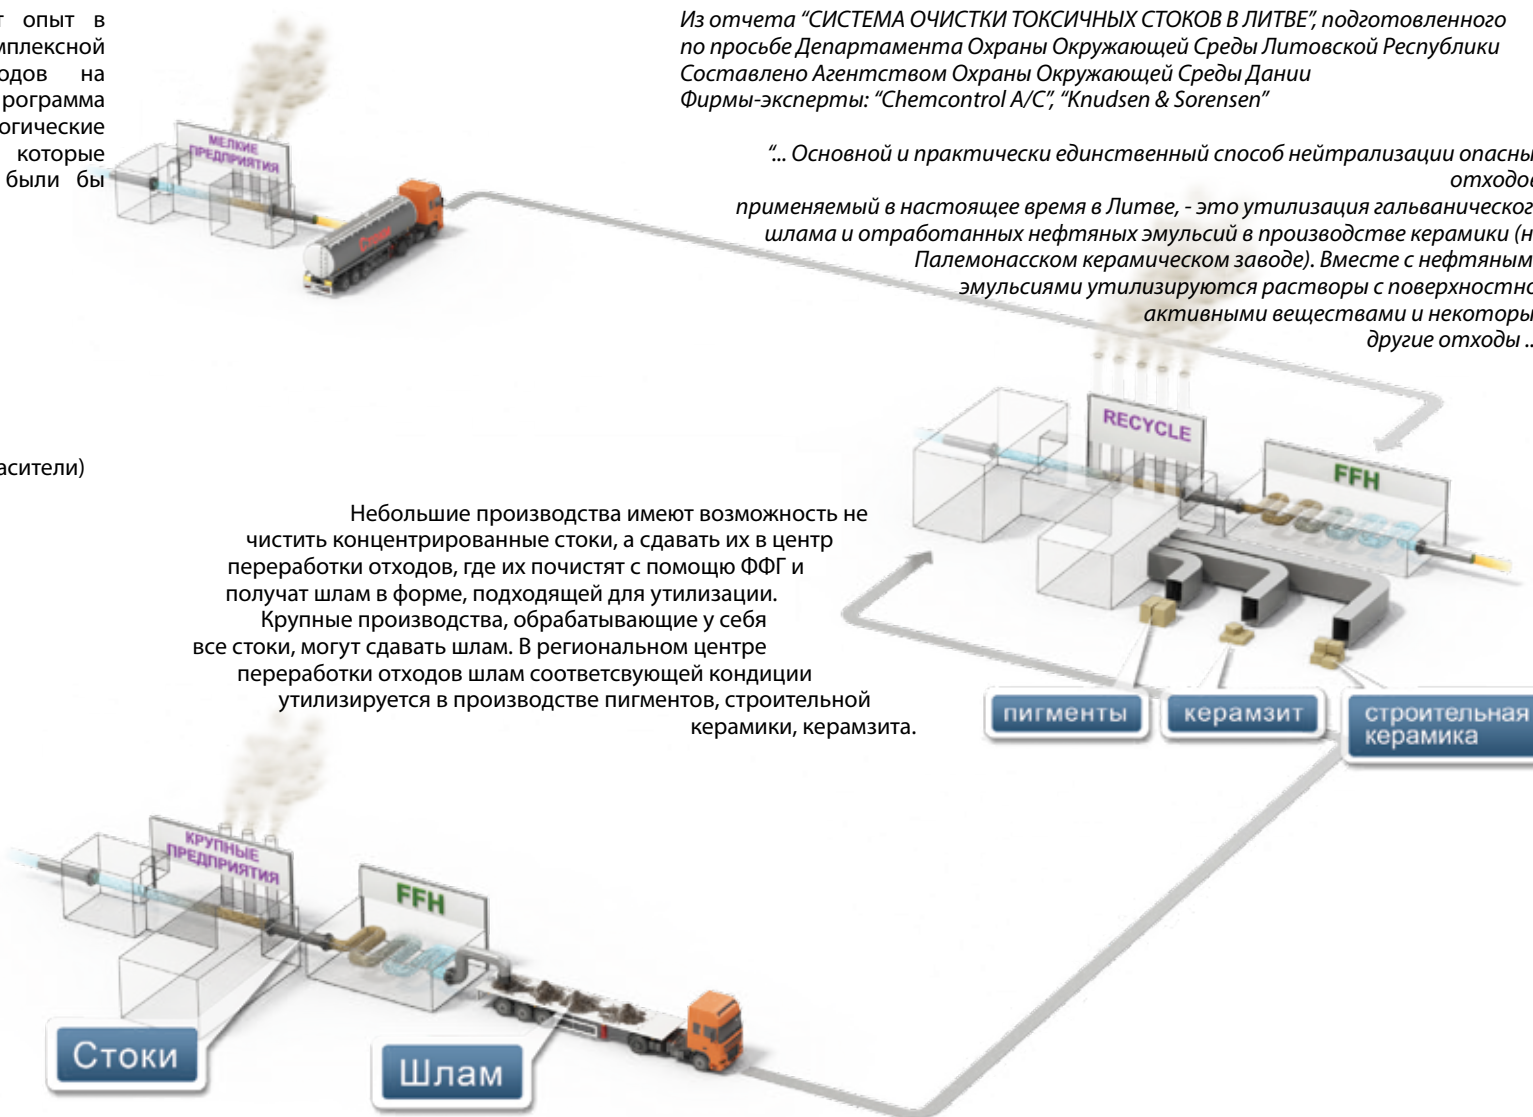 т опыт в
мплексной
одов на
рограмма
огические
которые
были бы
Из отчета “СИСТЕМА ОЧИСТКИ ТОКСИЧНЫХ СТОКОВ В ЛИТВЕ”, подготовленного
по просьбе Департамента Охраны Окружающей Среды Литовской Республики
Составлено Агентством Охраны Окружающей Среды Дании
Фирмы-эксперты: “Chemcontrol A/C”, “Knudsen & Sorensen”
“... Основной и практически единственный способ нейтрализации опасны
отходов
применяемый в настоящее время в Литве, - это утилизация гальваническог
шлама и отработанных нефтяных эмульсий в производстве керамики (н
Палемонасском керамическом заводе). Вместе с нефтяным
эмульсиями утилизируются растворы с поверхностно
активными веществами и некоторы
другие отходы ..
МЕЛКИЕ
ПРЕДПРИЯТИЯ
Стоки
RECYCLE
FFH
асители)
Небольшие производства имеют возможность не
чистить концентрированные стоки, а сдавать их в центр
переработки отходов, где их почистят с помощю ФФГ и
получат шлам в форме, подходящей для утилизации.
Крупные производства, обрабатывающие у себя
все стоки, могут сдавать шлам. В региональном центре
переработки отходов шлам соответсвующей кондиции
утилизируется в производстве пигментов, строительной
керамики, керамзита.
пигменты
керамзит
строительная
керамика
КРУПНЫЕ
ПРЕДПРИЯТИЯ
FFH
Стоки
Шлам